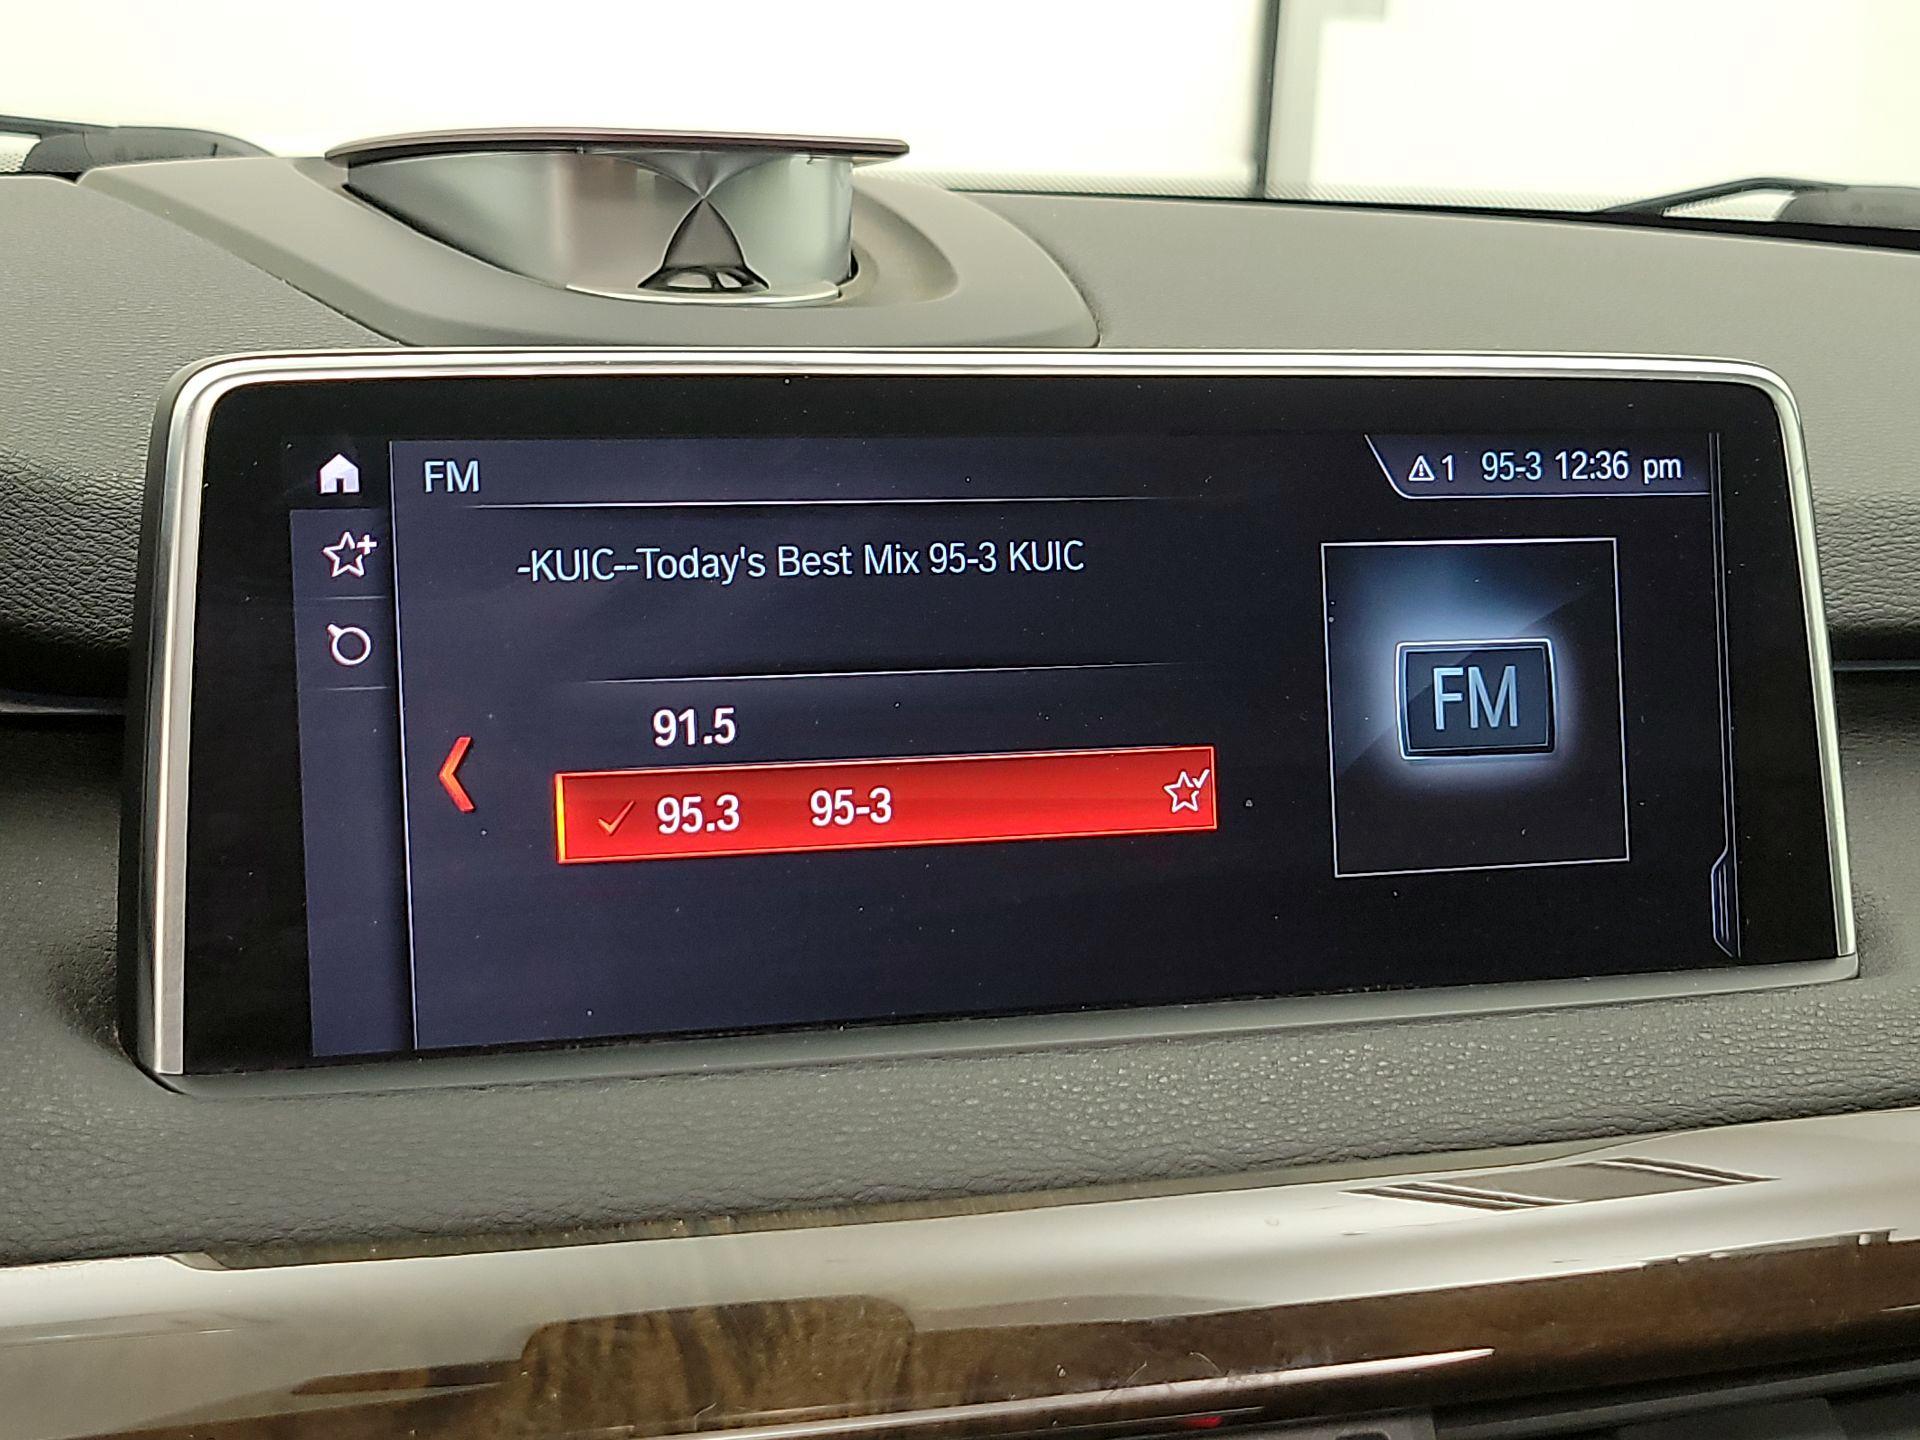 FM
1 95-3 12:36 pm
-KUIC--Today's Best Mix 95-3 KUIC
91.5
95.3 95-3
FM